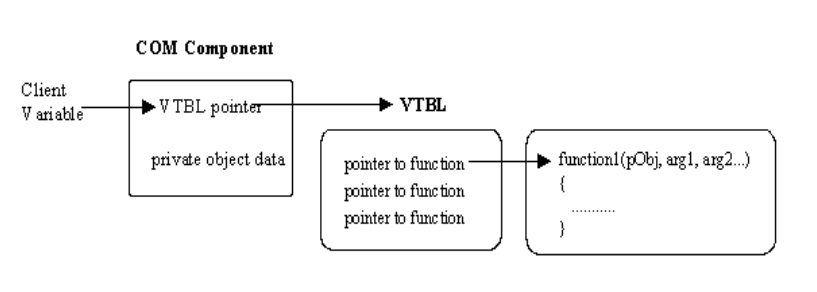 COM Component
Client
Variable
VTBL pointer
VTBL
private object data
pointer to function
pointer to function
pointer to function
function1(pObj, arg1, arg2...)
{
...........
}